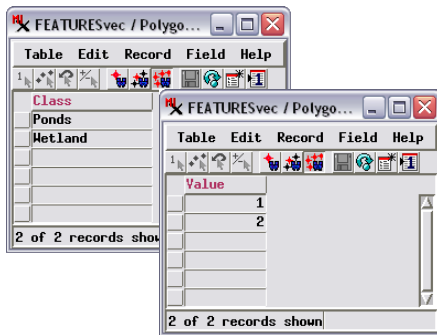 FEATURESvec / Polygo...
Table Edit Record Field Help
Class
Ponds
Wetland
2 of 2 records show
FEATURESvec / Polygo...
Table Edit Record Field Help
Value
1
2
2 of 2 records shown